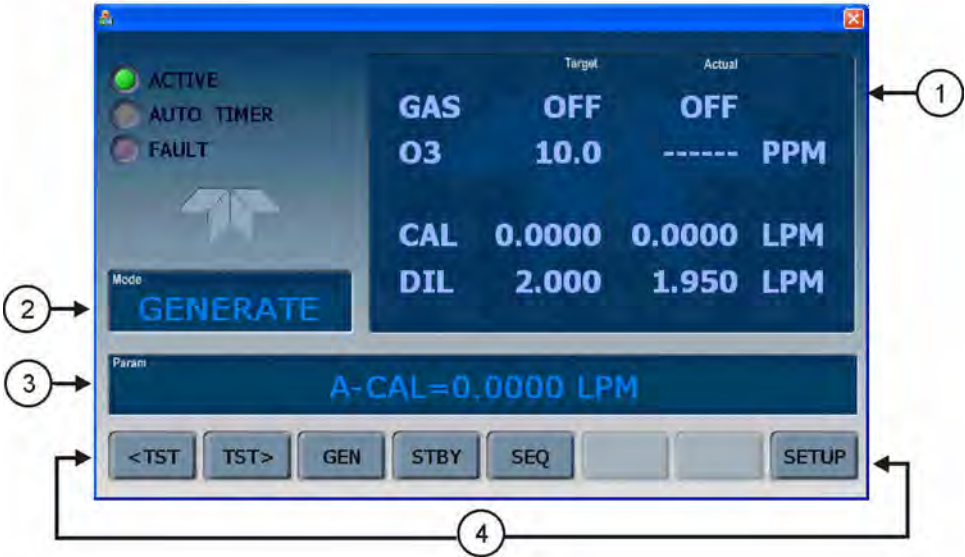 Target Actual
ACTIVE
AUTO TIMER
FAULT
GAS OFF OFF
O3 10.0 ------ PPM
CAL 0.0000 0.0000 LPM
DIL 2.000 1.950 LPM
1
Mode
GENERATE
2
Param
A-CAL=0.0000 LPM
3
<TST TST> GEN STBY SEQ SETUP
4